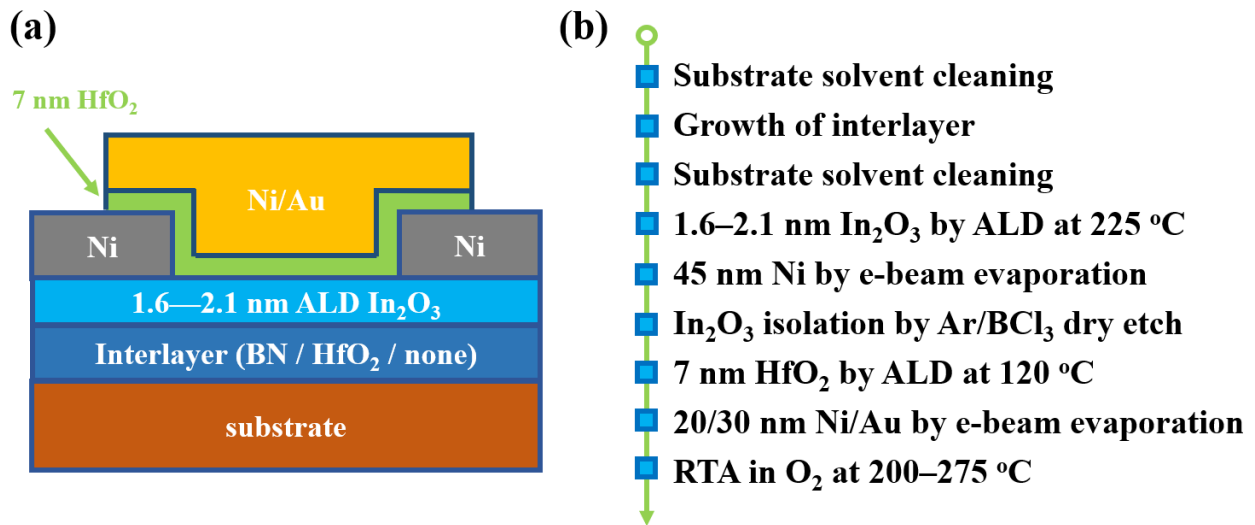 (a)
7 nm HfO₂
Ni/Au
Ni
Ni
1.6—2.1 nm ALD In₂O₃
Interlayer (BN / HfO₂ / none)
substrate
(b)
Substrate solvent cleaning
Growth of interlayer
Substrate solvent cleaning
1.6–2.1 nm In₂O₃ by ALD at 225 ᵒC
45 nm Ni by e-beam evaporation
In₂O₃ isolation by Ar/BCl₃ dry etch
7 nm HfO₂ by ALD at 120 ᵒC
20/30 nm Ni/Au by e-beam evaporation
RTA in O₂ at 200–275 ᵒC